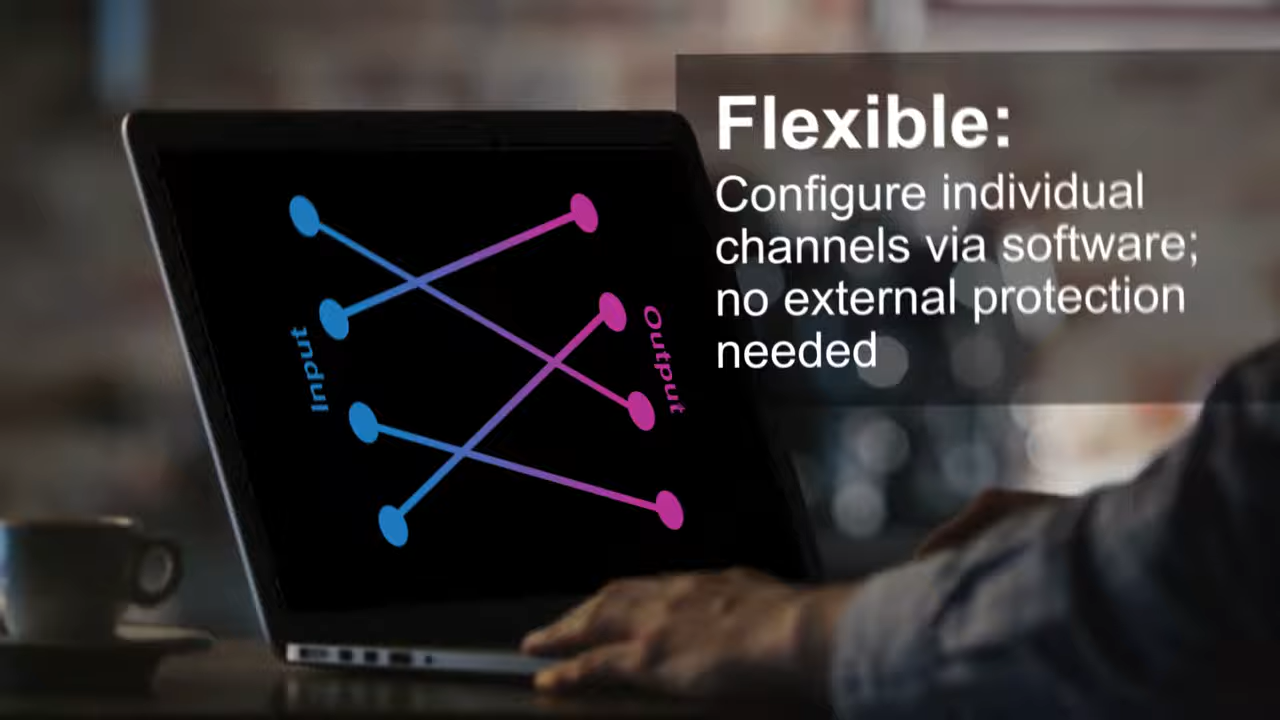 Flexible:
Configure individual
channels via software;
no external protection
needed
Input
Output